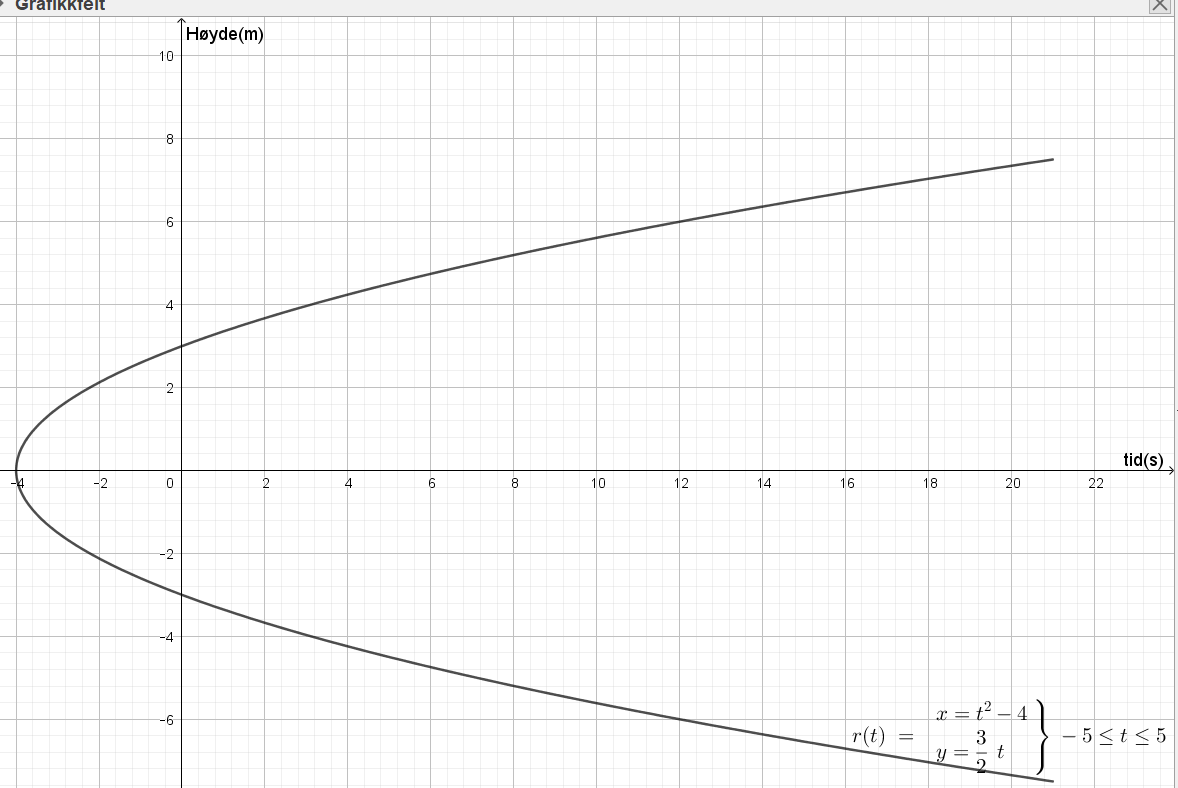 Grafikkfelt
Høyde(m)
10
8
6
4
2
tid(s)
-4 -2 0 2 4 6 8 10 12 14 16 18 20 22
-2
-4
-6
r(t) = x = t² − 4
y = 3/2 t } − 5 ≤ t ≤ 5